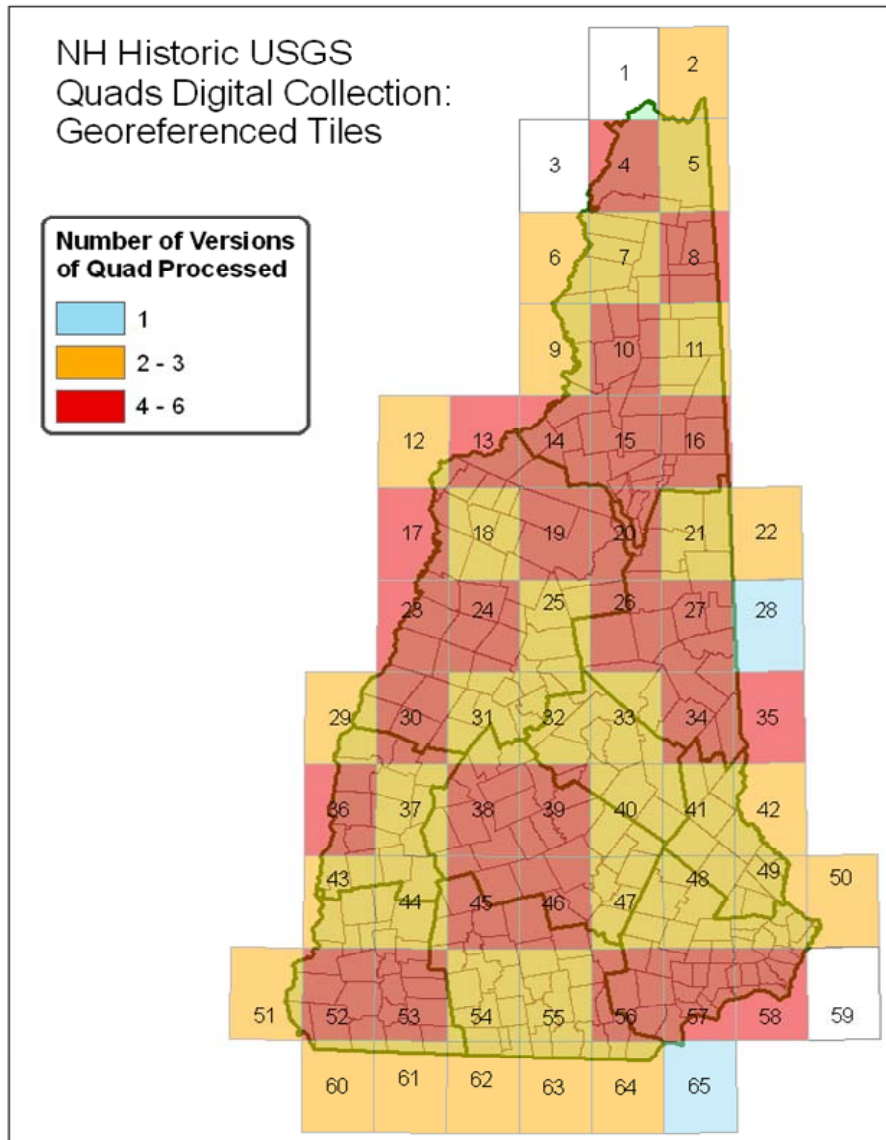 NH Historic USGS
Quads Digital Collection:
Georeferenced Tiles
Number of Versions
of Quad Processed
1
2 - 3
4 - 6
1 2
3 4 5
6 7 8
9 10 11
12 13 14 15 16
17 18 19 20 21 22
23 24 25 26 27 28
29 30 31 32 33 34 35
36 37 38 39 40 41 42
43 44 45 46 47 48 49 50
51 52 53 54 55 56 57 58 59
60 61 62 63 64 65